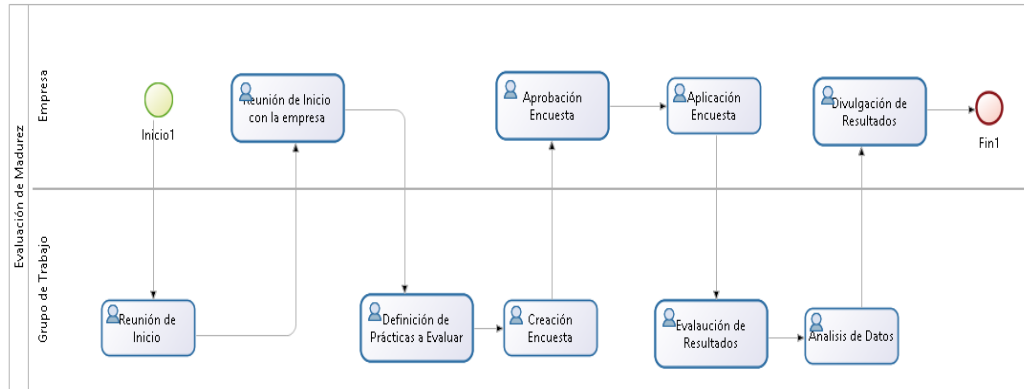 Evaluación de Madurez
Empresa
Inicio1
Reunión de Inicio
con la empresa
Aprobación
Encuesta
Aplicación
Encuesta
Divulgación de
Resultados
Fin1
Grupo de Trabajo
Reunión de
Inicio
Definición de
Prácticas a Evaluar
Creación
Encuesta
Evalaución de
Resultados
Analisis de Datos